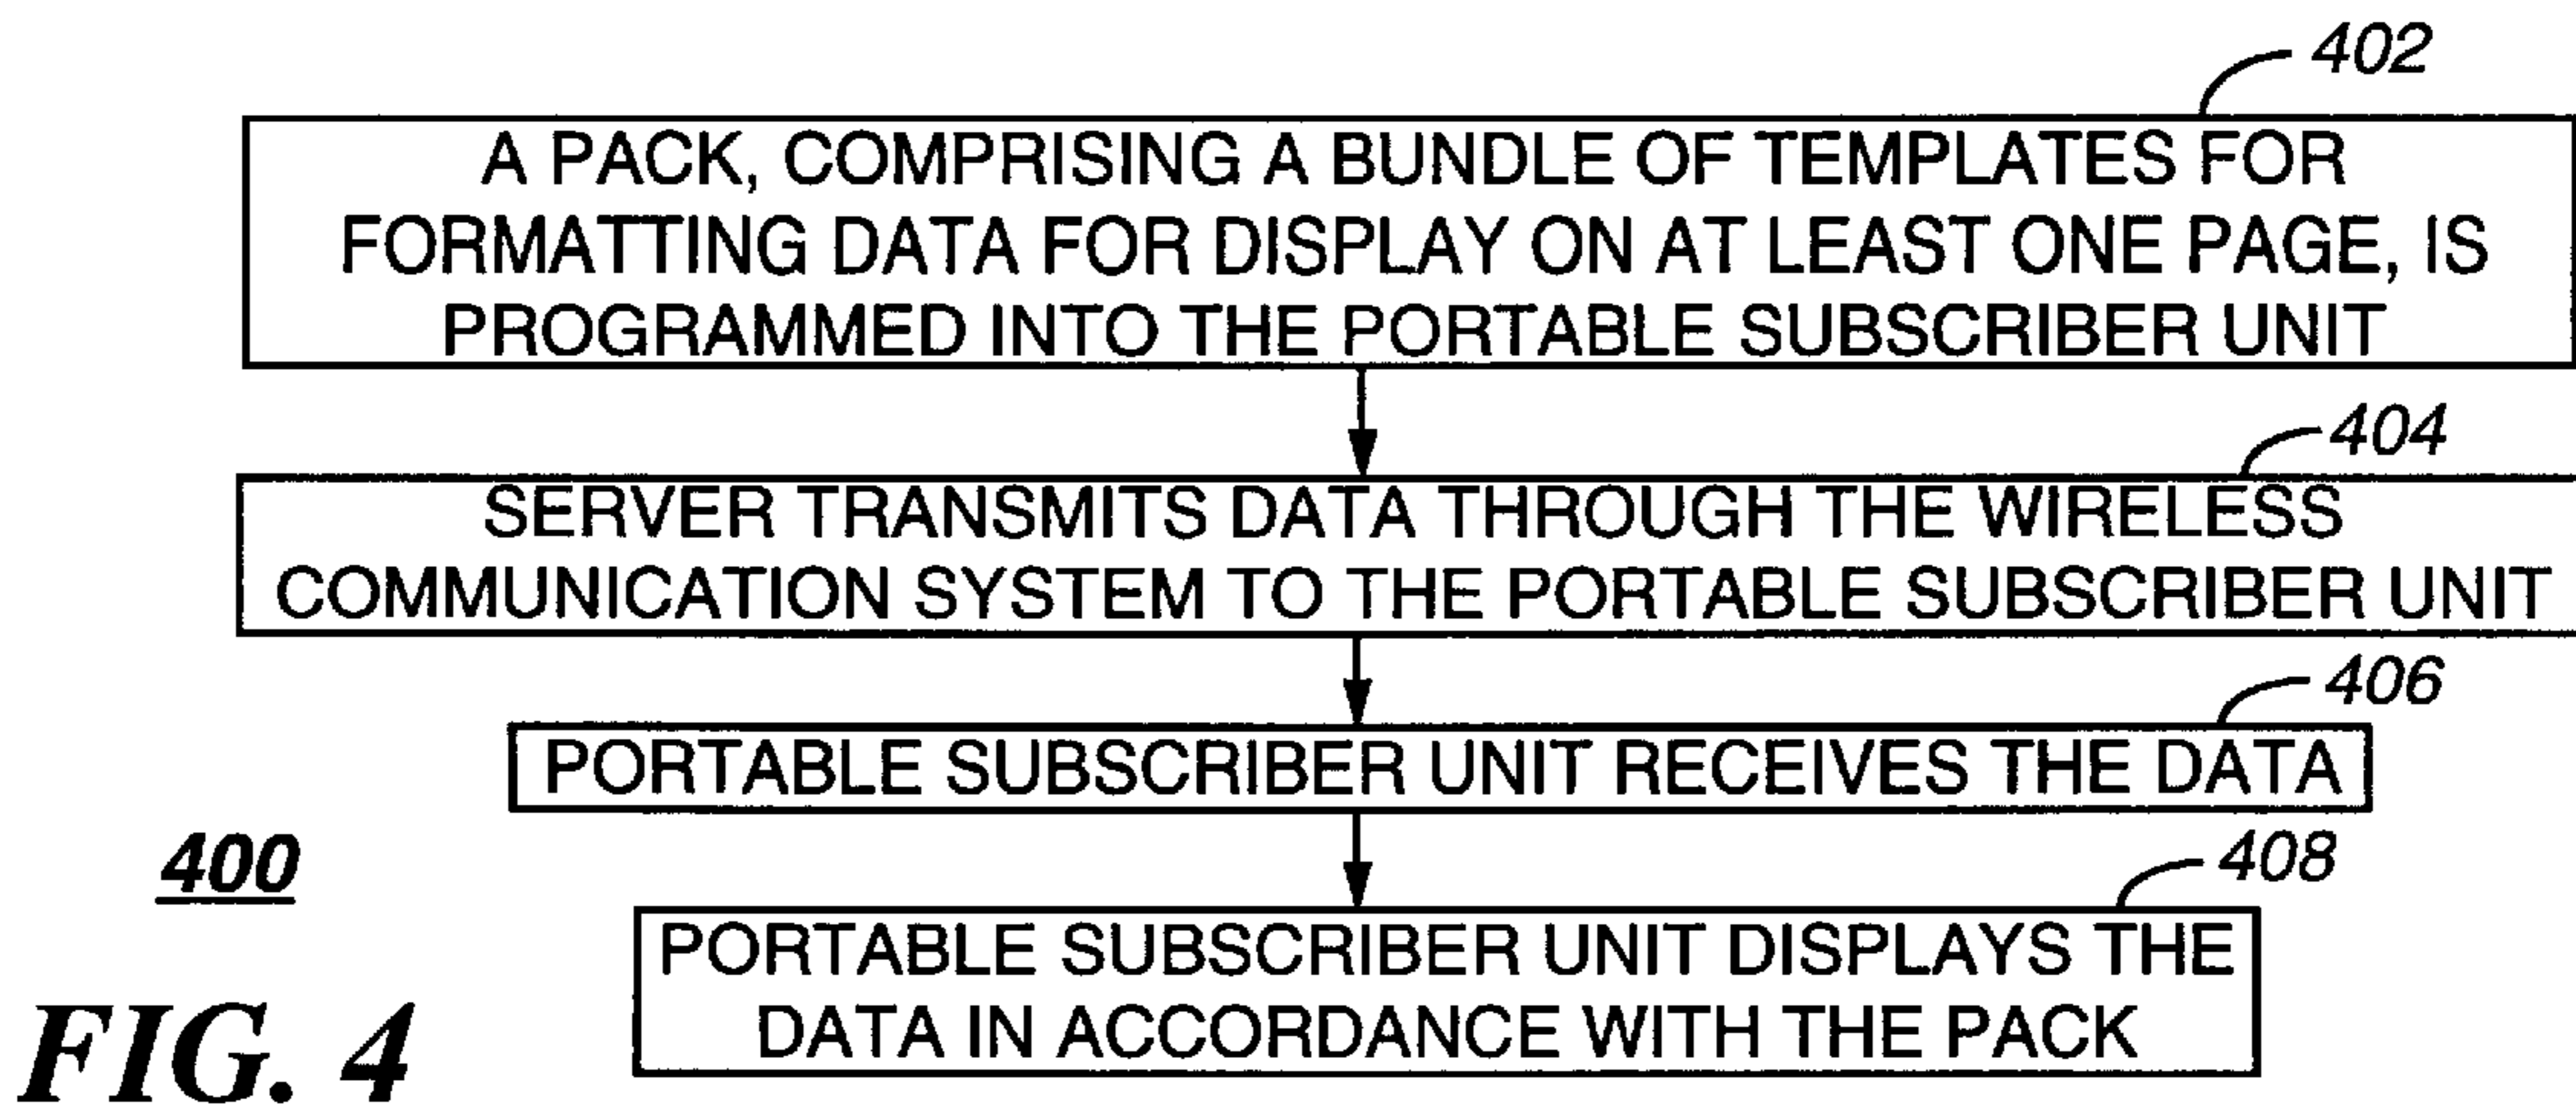 402
A PACK, COMPRISING A BUNDLE OF TEMPLATES FOR
FORMATTING DATA FOR DISPLAY ON AT LEAST ONE PAGE, IS
PROGRAMMED INTO THE PORTABLE SUBSCRIBER UNIT
404
SERVER TRANSMITS DATA THROUGH THE WIRELESS
COMMUNICATION SYSTEM TO THE PORTABLE SUBSCRIBER UNIT
406
PORTABLE SUBSCRIBER UNIT RECEIVES THE DATA
408
PORTABLE SUBSCRIBER UNIT DISPLAYS THE
DATA IN ACCORDANCE WITH THE PACK
400
FIG. 4